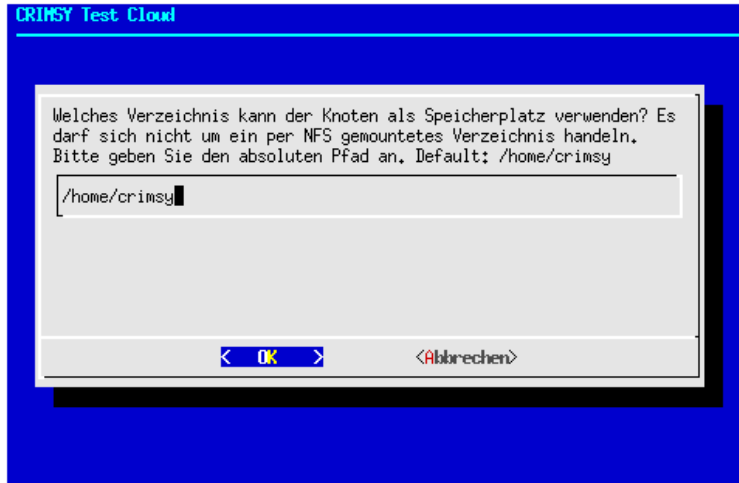 CRIMSY Test Cloud
Welches Verzeichnis kann der Knoten als Speicherplatz verwenden? Es
darf sich nicht um ein per NFS gemountetes Verzeichnis handeln.
Bitte geben Sie den absoluten Pfad an. Default: /home/crimsy
/home/crimsy
< OK > <Abbrechen>